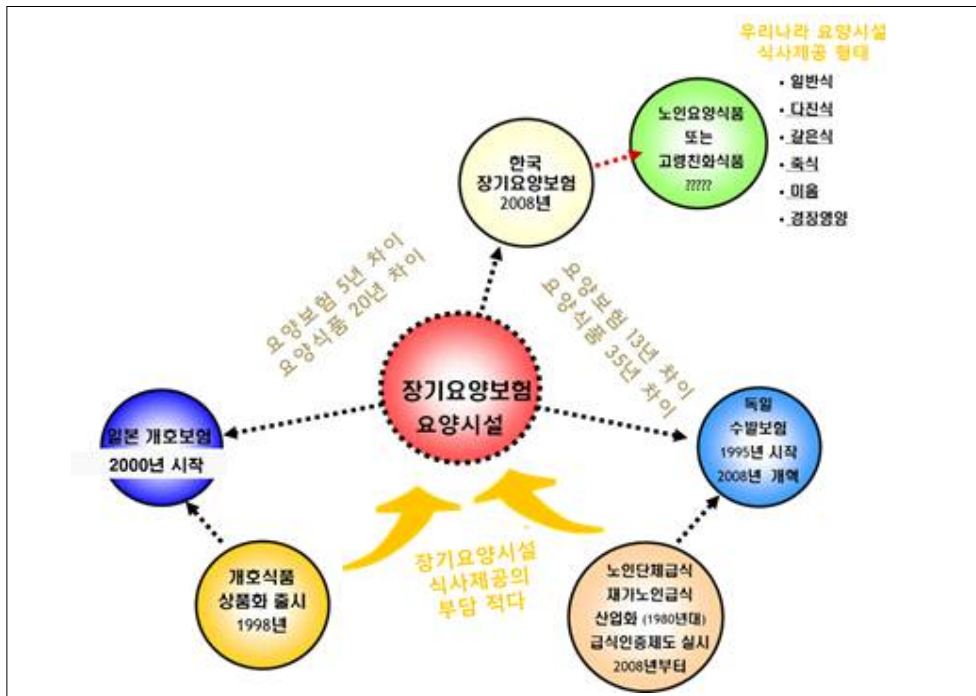 우리나라 요양시설
식사제공 형태
• 일반식
• 다진식
• 갈은식
• 죽식
• 미음
• 경장영양
노인요양식품
또는
고령친화식품
?????
한국
장기요양보험
2008년
요양보험 5년 차이
요양식품 20년 차이
요양보험 13년 차이
요양식품 35년 차이
장기요양보험
요양시설
일본 개호보험
2000년 시작
독일
수발보험
1995년 시작
2008년 개혁
개호식품
상품화 출시
1998년
장기요양시설
식사제공의
부담 적다
노인단체급식
재가노인급식
산업화 (1980년대)
급식인증제도 실시
2008년부터